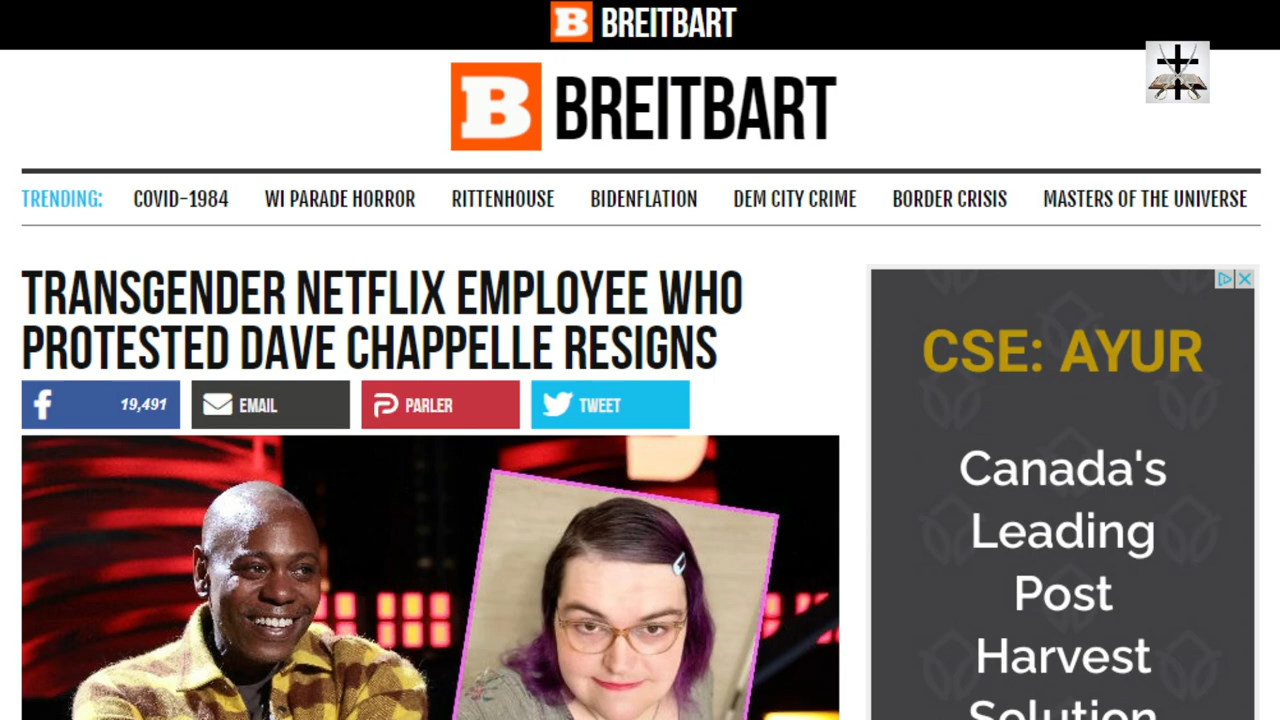 BREITBART
BREITBART
TRENDING: COVID-1984 WI PARADE HORROR RITTENHOUSE BIDENFLATION DEM CITY CRIME BORDER CRISIS MASTERS OF THE UNIVERSE
TRANSGENDER NETFLIX EMPLOYEE WHO
PROTESTED DAVE CHAPPELLE RESIGNS
19,491 EMAIL PARLER TWEET
CSE: AYUR
Canada's
Leading
Post
Harvest
Solution